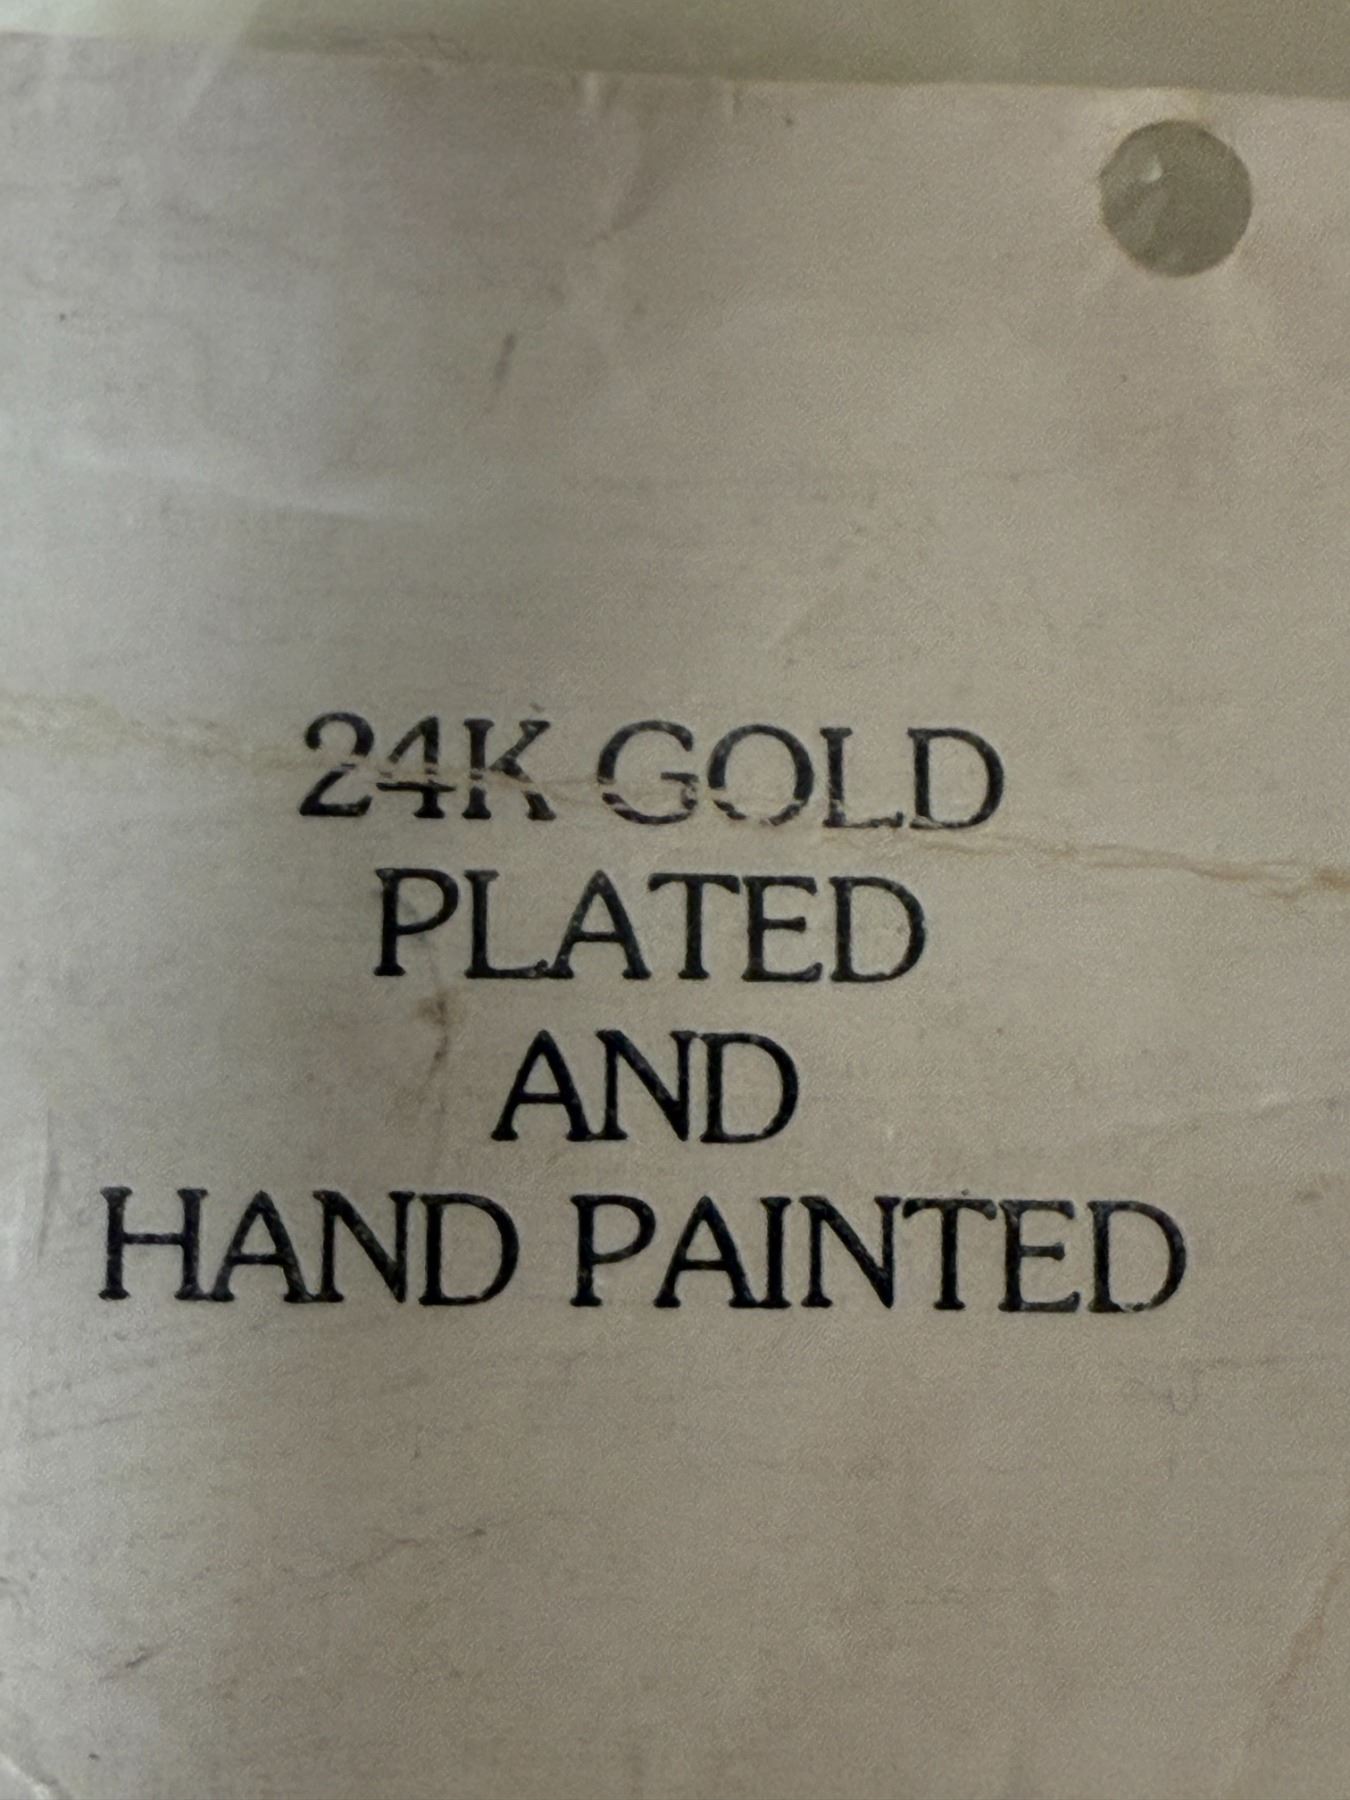 24K GOLD
PLATED
AND
HAND PAINTED